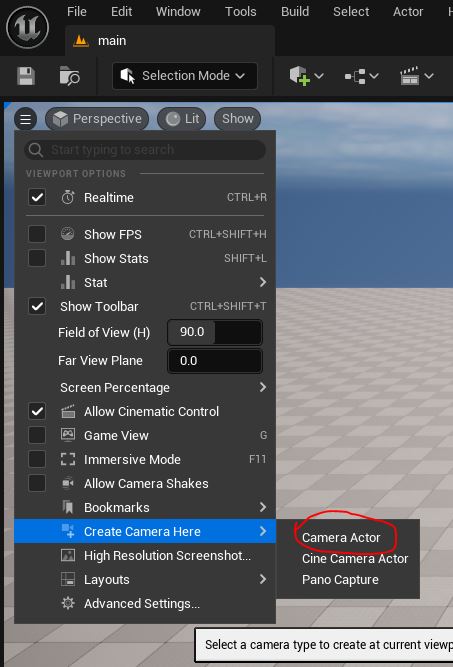 File Edit Window Tools Build Select Actor
main
Selection Mode
Perspective Lit Show
Start typing to search
VIEWPORT OPTIONS
Realtime CTRL+R
Show FPS CTRL+SHIFT+H
Show Stats SHIFT+L
Stat
Show Toolbar CTRL+SHIFT+T
Field of View (H) 90.0
Far View Plane 0.0
Screen Percentage
Allow Cinematic Control
Game View G
Immersive Mode F11
Allow Camera Shakes
Bookmarks
Create Camera Here
Camera Actor
Cine Camera Actor
Pano Capture
High Resolution Screenshot...
Layouts
Advanced Settings...
Select a camera type to create at current viewp